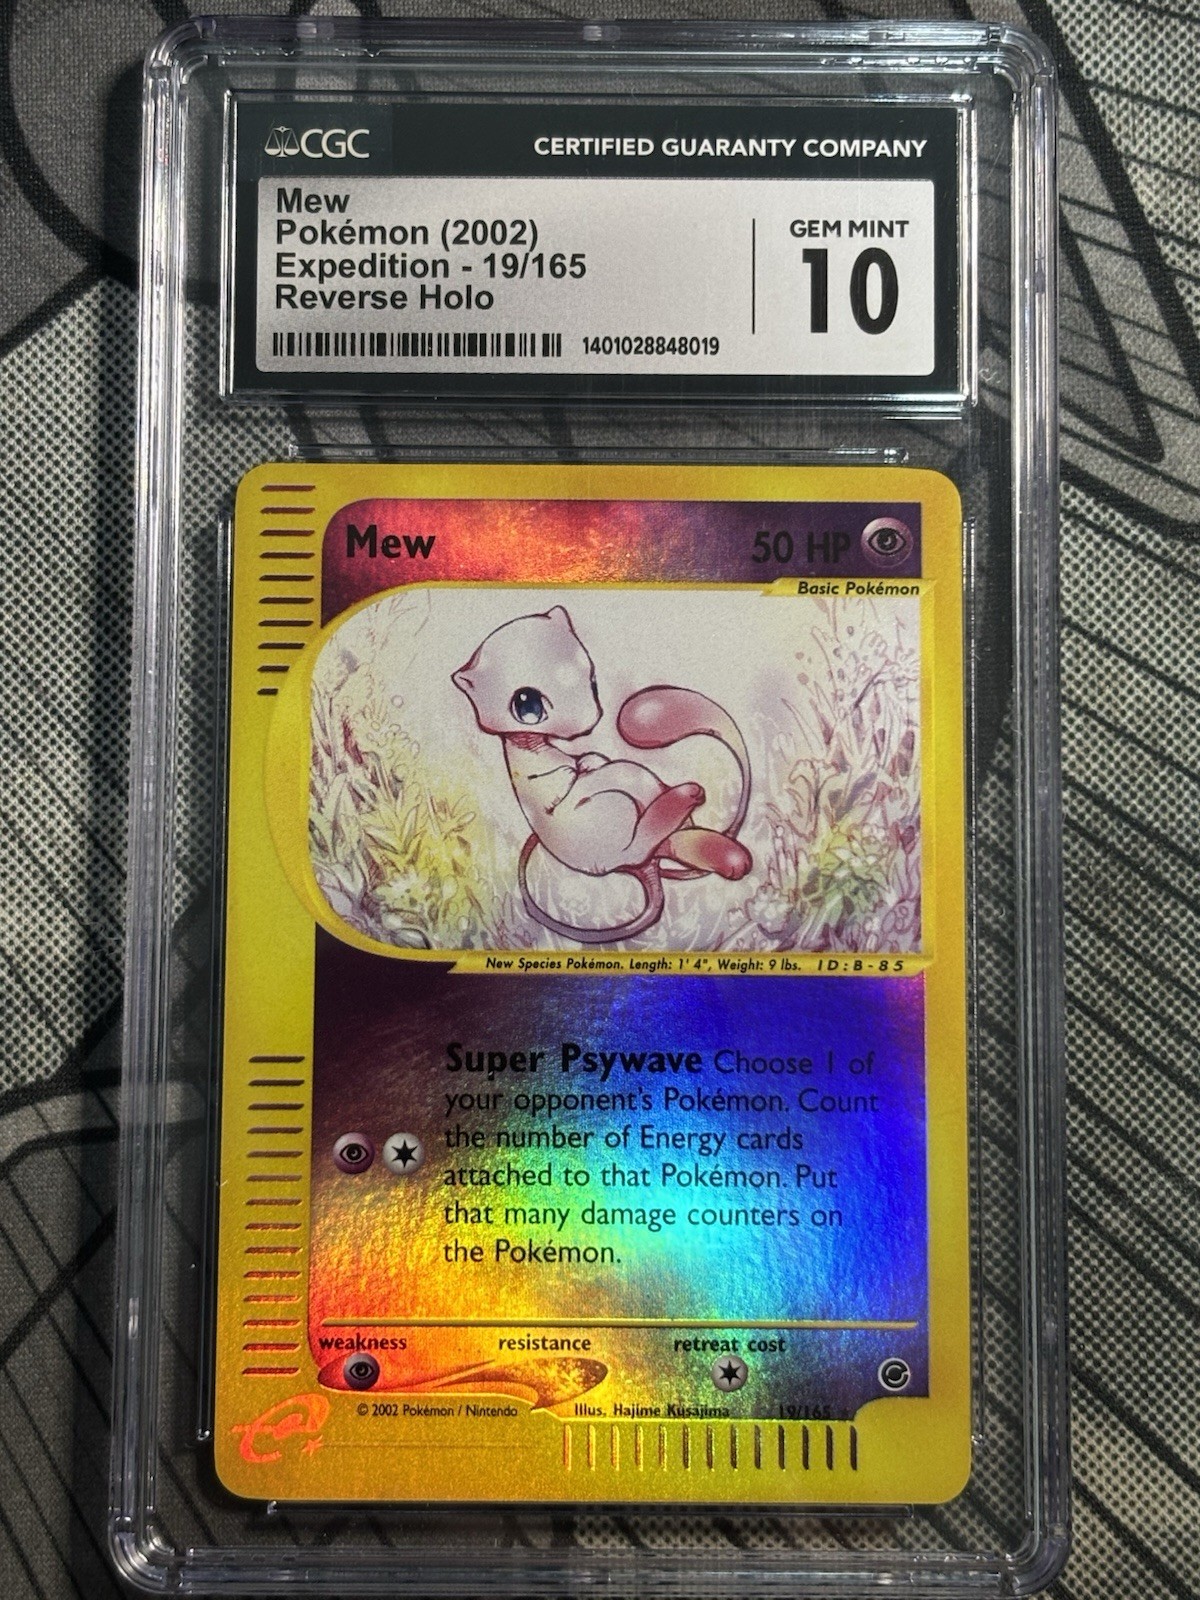 CGC
CERTIFIED GUARANTY COMPANY
Mew
Pokémon (2002)
Expedition - 19/165
Reverse Holo
1401028848019
GEM MINT
10
Mew
50 HP
Basic Pokémon
New Species Pokémon. Length: 1' 4", Weight: 9 lbs. ID:B-85
Super Psywave Choose 1 of
your opponent's Pokémon. Count
the number of Energy cards
attached to that Pokémon. Put
that many damage counters on
the Pokémon.
weakness resistance retreat cost
© 2002 Pokémon / Nintendo Illus. Hajime Kusajima 19/165 ★
e